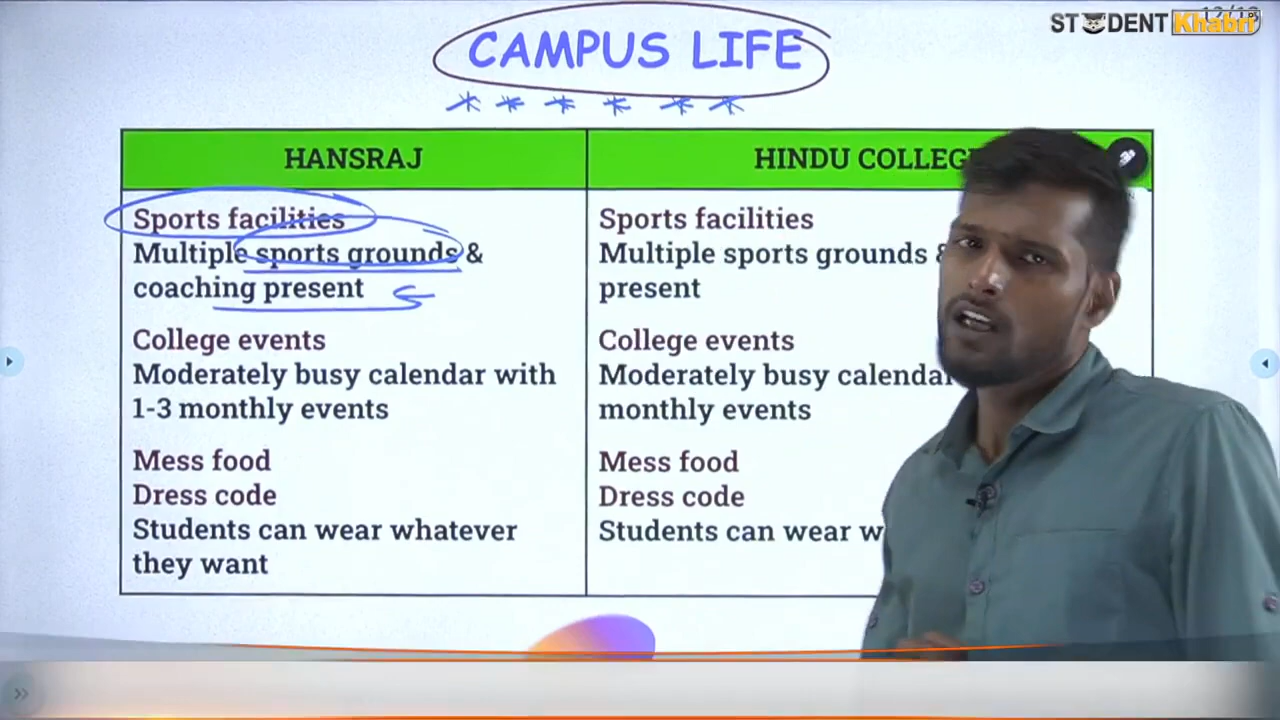 12/18
STUDENT Khabri
CAMPUS LIFE
HANSRAJ
HINDU COLLEGE
Sports facilities
Multiple sports grounds &
coaching present
College events
Moderately busy calendar with
1-3 monthly events
Mess food
Dress code
Students can wear whatever
they want
Sports facilities
Multiple sports grounds &
present
College events
Moderately busy calendar
monthly events
Mess food
Dress code
Students can wear